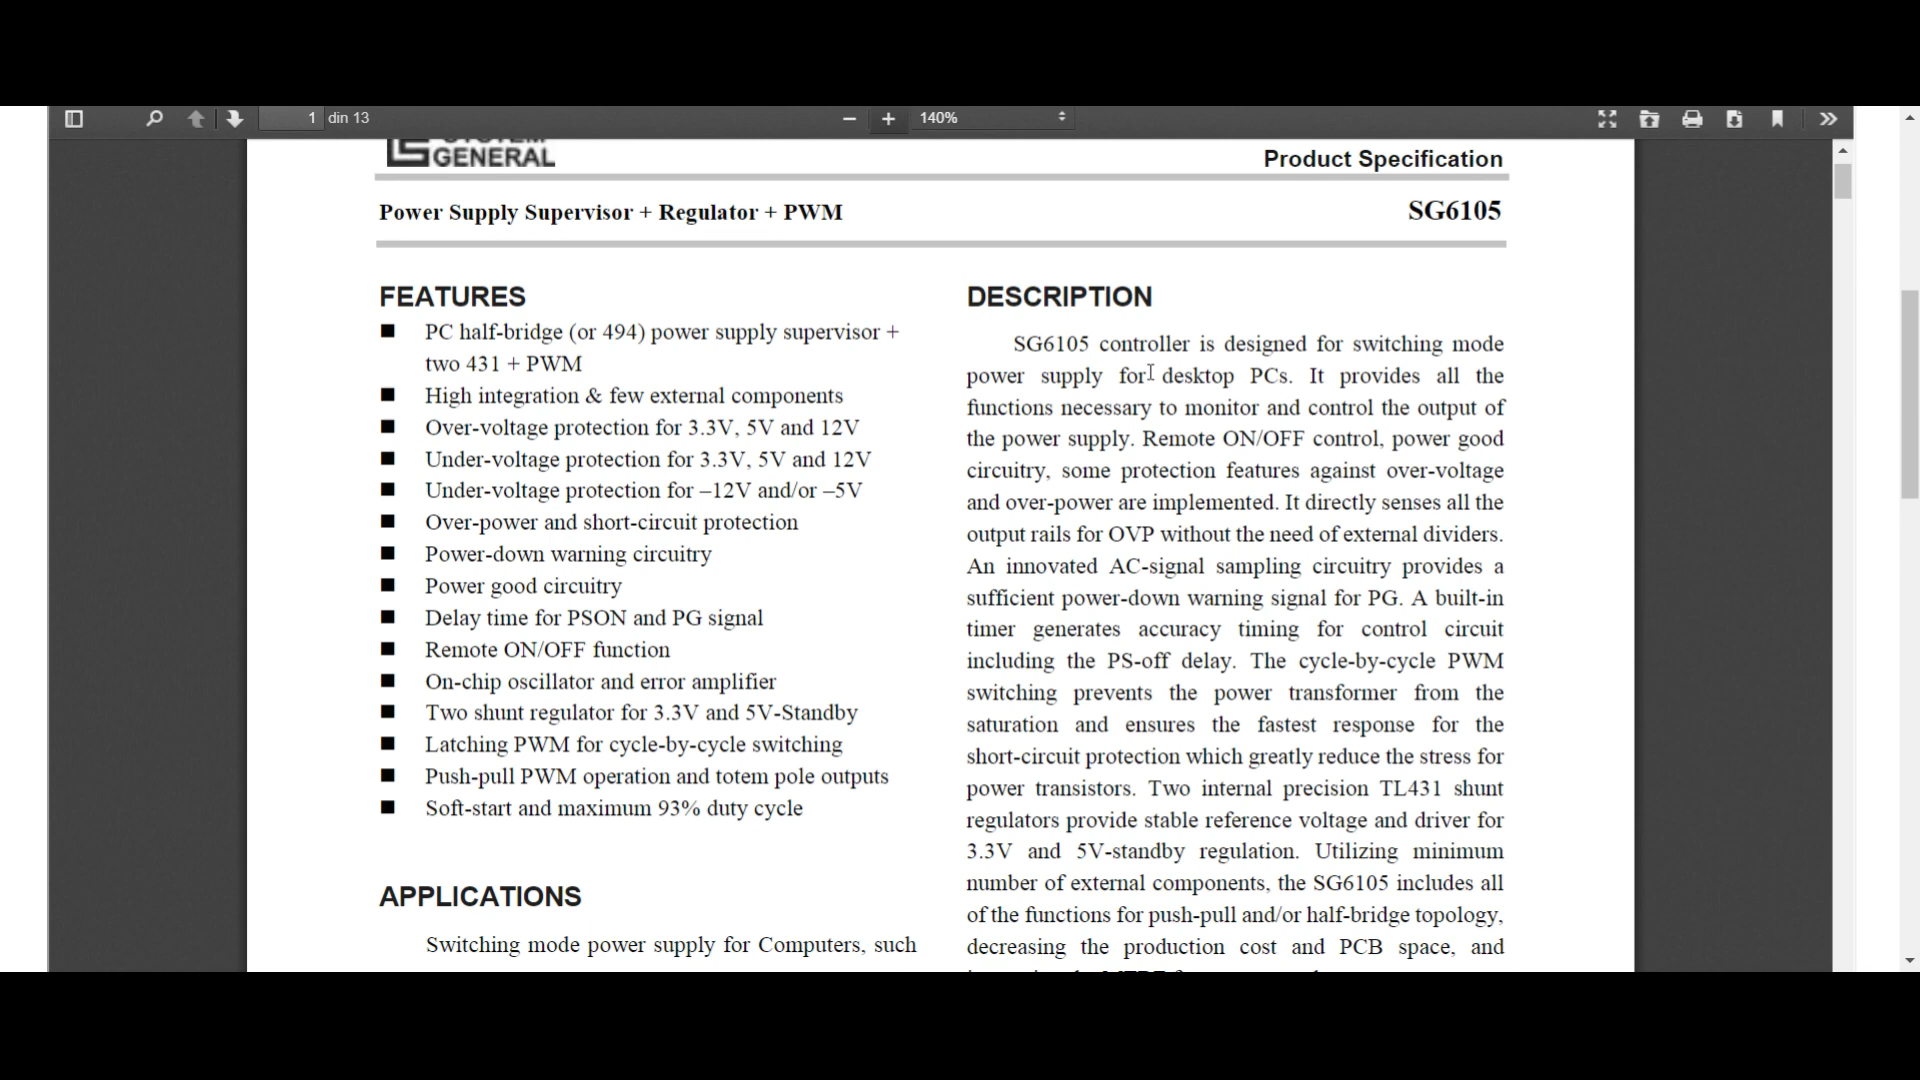 1 din 13
140%
GENERAL
Product Specification
Power Supply Supervisor + Regulator + PWM
SG6105
FEATURES
■ PC half-bridge (or 494) power supply supervisor +
two 431 + PWM
■ High integration & few external components
■ Over-voltage protection for 3.3V, 5V and 12V
■ Under-voltage protection for 3.3V, 5V and 12V
■ Under-voltage protection for –12V and/or –5V
■ Over-power and short-circuit protection
■ Power-down warning circuitry
■ Power good circuitry
■ Delay time for PSON and PG signal
■ Remote ON/OFF function
■ On-chip oscillator and error amplifier
■ Two shunt regulator for 3.3V and 5V-Standby
■ Latching PWM for cycle-by-cycle switching
■ Push-pull PWM operation and totem pole outputs
■ Soft-start and maximum 93% duty cycle
APPLICATIONS
Switching mode power supply for Computers, such
DESCRIPTION
SG6105 controller is designed for switching mode
power supply for desktop PCs. It provides all the
functions necessary to monitor and control the output of
the power supply. Remote ON/OFF control, power good
circuitry, some protection features against over-voltage
and over-power are implemented. It directly senses all the
output rails for OVP without the need of external dividers.
An innovated AC-signal sampling circuitry provides a
sufficient power-down warning signal for PG. A built-in
timer generates accuracy timing for control circuit
including the PS-off delay. The cycle-by-cycle PWM
switching prevents the power transformer from the
saturation and ensures the fastest response for the
short-circuit protection which greatly reduce the stress for
power transistors. Two internal precision TL431 shunt
regulators provide stable reference voltage and driver for
3.3V and 5V-standby regulation. Utilizing minimum
number of external components, the SG6105 includes all
of the functions for push-pull and/or half-bridge topology,
decreasing the production cost and PCB space, and